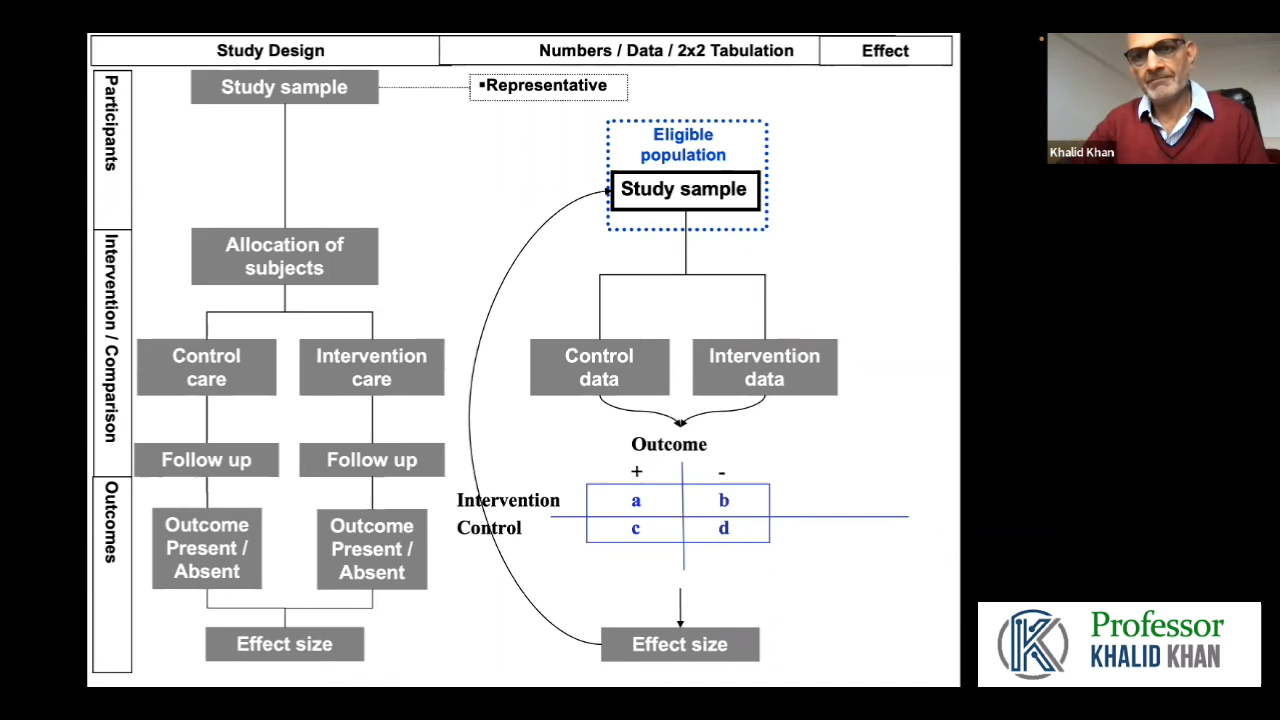 Study Design
Numbers / Data / 2x2 Tabulation
Effect
Participants
Study sample
▪Representative
Eligible
population
Study sample
Intervention / Comparison
Allocation of
subjects
Control
care
Intervention
care
Control
data
Intervention
data
Follow up
Follow up
Outcome
+ -
Intervention a b
Control c d
Outcomes
Outcome
Present /
Absent
Outcome
Present /
Absent
Effect size
Effect size
Khalid Khan
Professor
KHALID KHAN